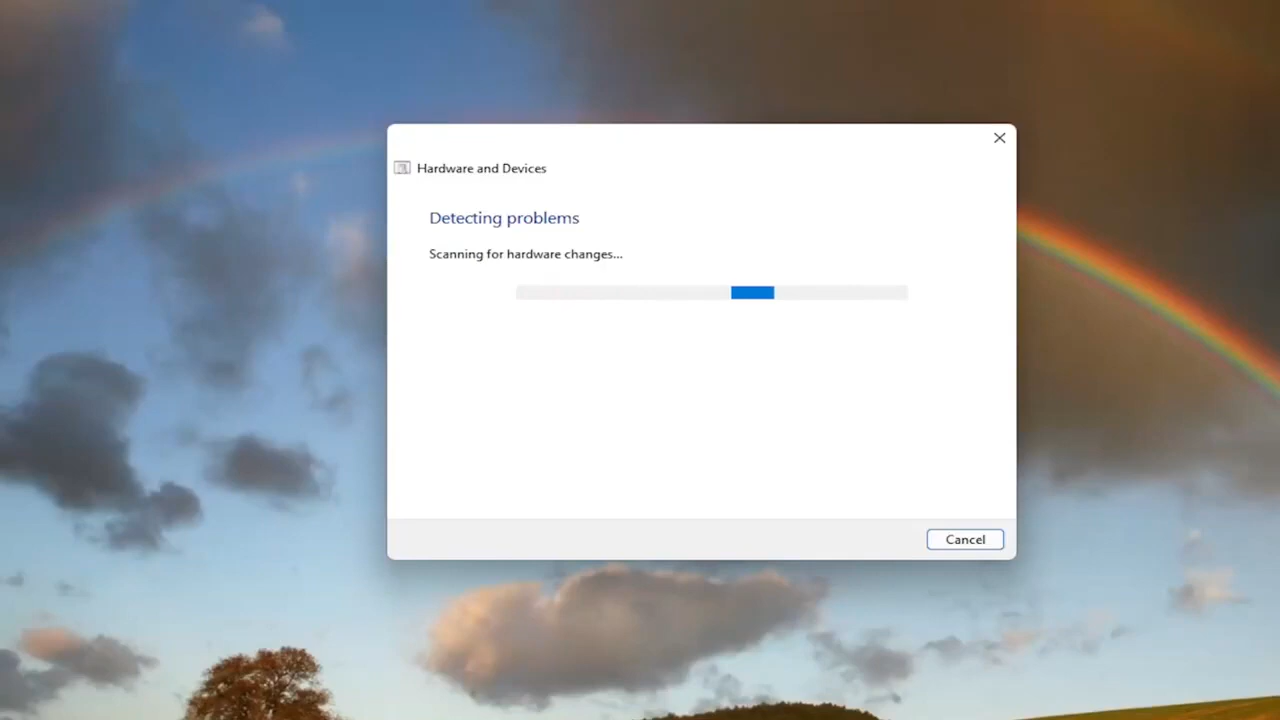 Hardware and Devices
Detecting problems
Scanning for hardware changes...
Cancel